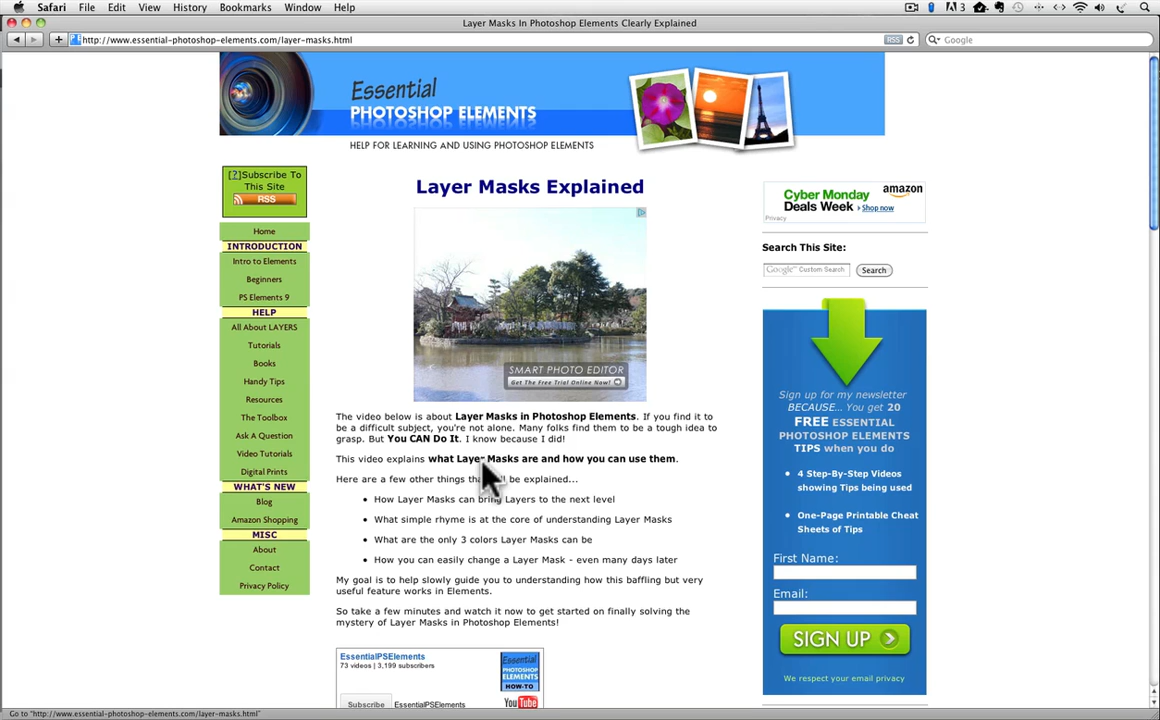 Safari File Edit View History Bookmarks Window Help
3
Layer Masks In Photoshop Elements Clearly Explained
http://www.essential-photoshop-elements.com/layer-masks.html
RSS
Google
Essential
PHOTOSHOP ELEMENTS
HELP FOR LEARNING AND USING PHOTOSHOP ELEMENTS
[?]Subscribe To
This Site
RSS
Home
INTRODUCTION
Intro to Elements
Beginners
PS Elements 9
HELP
All About LAYERS
Tutorials
Books
Handy Tips
Resources
The Toolbox
Ask A Question
Video Tutorials
Digital Prints
WHAT'S NEW
Blog
Amazon Shopping
MISC
About
Contact
Privacy Policy
Layer Masks Explained
SMART PHOTO EDITOR
Get The Free Trial Online Now!
The video below is about Layer Masks in Photoshop Elements. If you find it to
be a difficult subject, you're not alone. Many folks find them to be a tough idea to
grasp. But You CAN Do It. I know because I did!
This video explains what Layer Masks are and how you can use them.
Here are a few other things be explained...
• How Layer Masks can bring Layers to the next level
• What simple rhyme is at the core of understanding Layer Masks
• What are the only 3 colors Layer Masks can be
• How you can easily change a Layer Mask - even many days later
My goal is to help slowly guide you to understanding how this baffling but very
useful feature works in Elements.
So take a few minutes and watch it now to get started on finally solving the
mystery of Layer Masks in Photoshop Elements!
EssentialPSElements
73 videos | 3,199 subscribers
Subscribe EssentialPSElements
Essential
PHOTOSHOP
ELEMENTS
HOW-TO
YouTube
Cyber Monday
Deals Week Shop now
amazon
Privacy
Search This Site:
Google™ Custom Search
Search
Sign up for my newsletter
BECAUSE... You get 20
FREE ESSENTIAL
PHOTOSHOP ELEMENTS
TIPS when you do
• 4 Step-By-Step Videos
showing Tips being used
• One-Page Printable Cheat
Sheets of Tips
First Name:
Email:
SIGN UP
We respect your email privacy
Go to "http://www.essential-photoshop-elements.com/layer-masks.html"